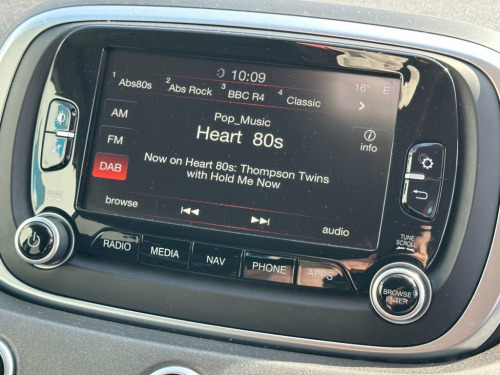 10:09
1 Abs80s 2 Abs Rock 3 BBC R4 4 Classic 16° E
AM
Pop_Music
Heart 80s
i
info
FM
DAB
Now on Heart 80s: Thompson Twins
with Hold Me Now
browse
audio
TUNE
SCROLL
RADIO MEDIA NAV PHONE APPS
BROWSE
ENTER